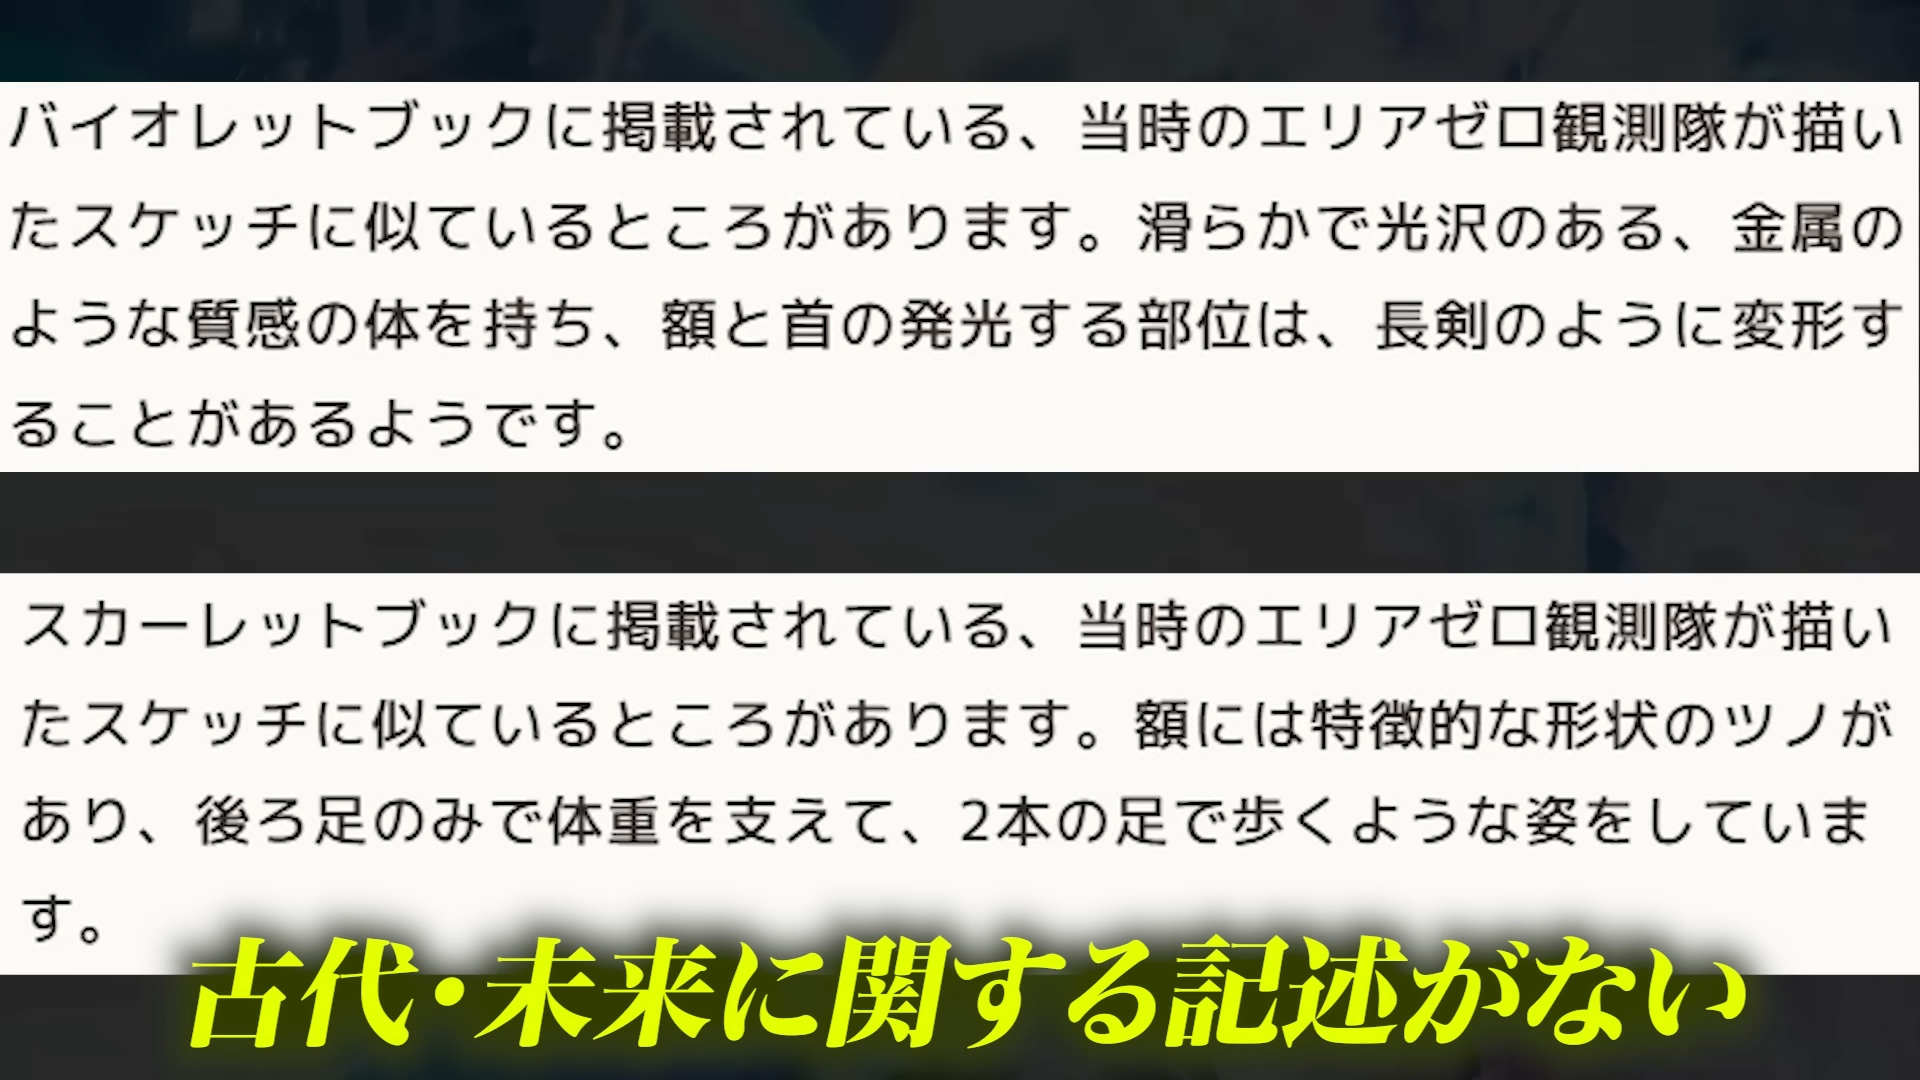 バイオレットブックに掲載されている、当時のエリアゼロ観測隊が描い
たスケッチに似ているところがあります。滑らかで光沢のある、金属の
ような質感の体を持ち、額と首の発光する部位は、長剣のように変形す
ることがあるようです。
スカーレットブックに掲載されている、当時のエリアゼロ観測隊が描い
たスケッチに似ているところがあります。額には特徴的な形状のツノが
あり、後ろ足のみで体重を支えて、2本の足で歩くような姿をしていま
す。
古代・未来に関する記述がない